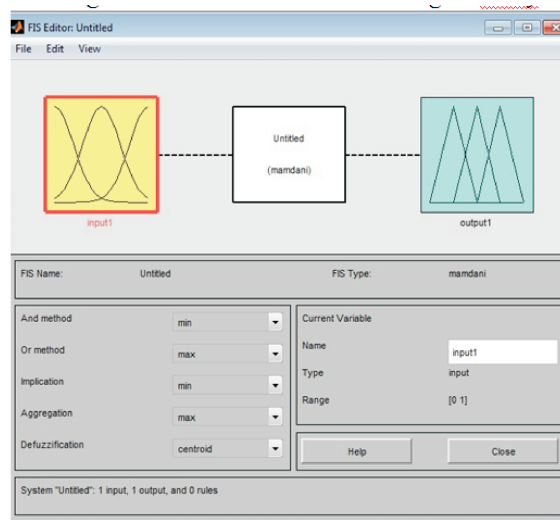 FIS Editor: Untitled
File Edit View
Untitled
(mamdani)
input1
output1
FIS Name: Untitled FIS Type: mamdani
And method min
Or method max
Implication min
Aggregation max
Defuzzification centroid
Current Variable
Name input1
Type input
Range [0 1]
Help Close
System "Untitled": 1 input, 1 output, and 0 rules